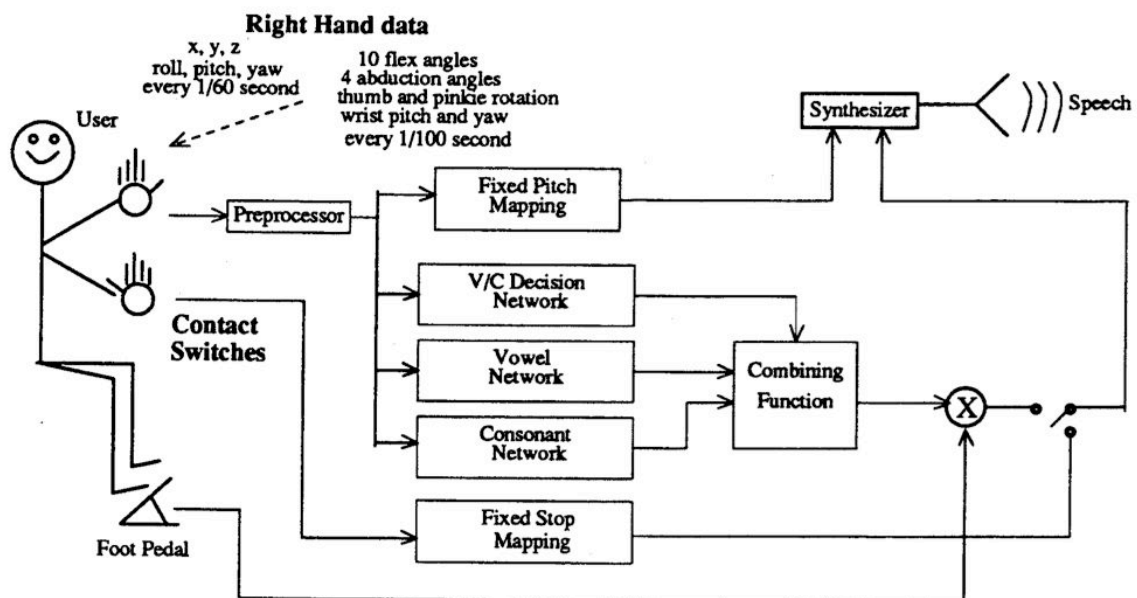 Right Hand data
x, y, z
roll, pitch, yaw
every 1/60 second
10 flex angles
4 abduction angles
thumb and pinkie rotation
wrist pitch and yaw
every 1/100 second
User
Synthesizer
Speech
Preprocessor
Fixed Pitch
Mapping
V/C Decision
Network
Contact
Switches
Vowel
Network
Combining
Function
X
Consonant
Network
Fixed Stop
Mapping
Foot Pedal